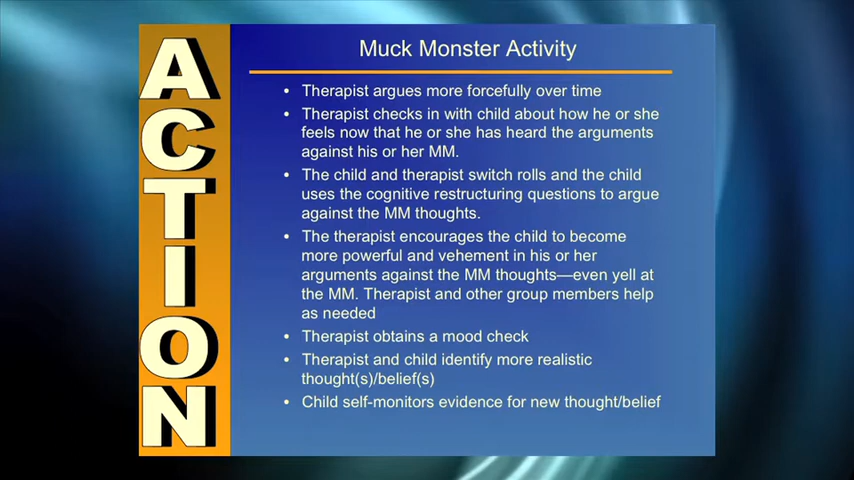 ACTION
Muck Monster Activity
• Therapist argues more forcefully over time
• Therapist checks in with child about how he or she
feels now that he or she has heard the arguments
against his or her MM.
• The child and therapist switch rolls and the child
uses the cognitive restructuring questions to argue
against the MM thoughts.
• The therapist encourages the child to become
more powerful and vehement in his or her
arguments against the MM thoughts—even yell at
the MM. Therapist and other group members help
as needed
• Therapist obtains a mood check
• Therapist and child identify more realistic
thought(s)/belief(s)
• Child self-monitors evidence for new thought/belief